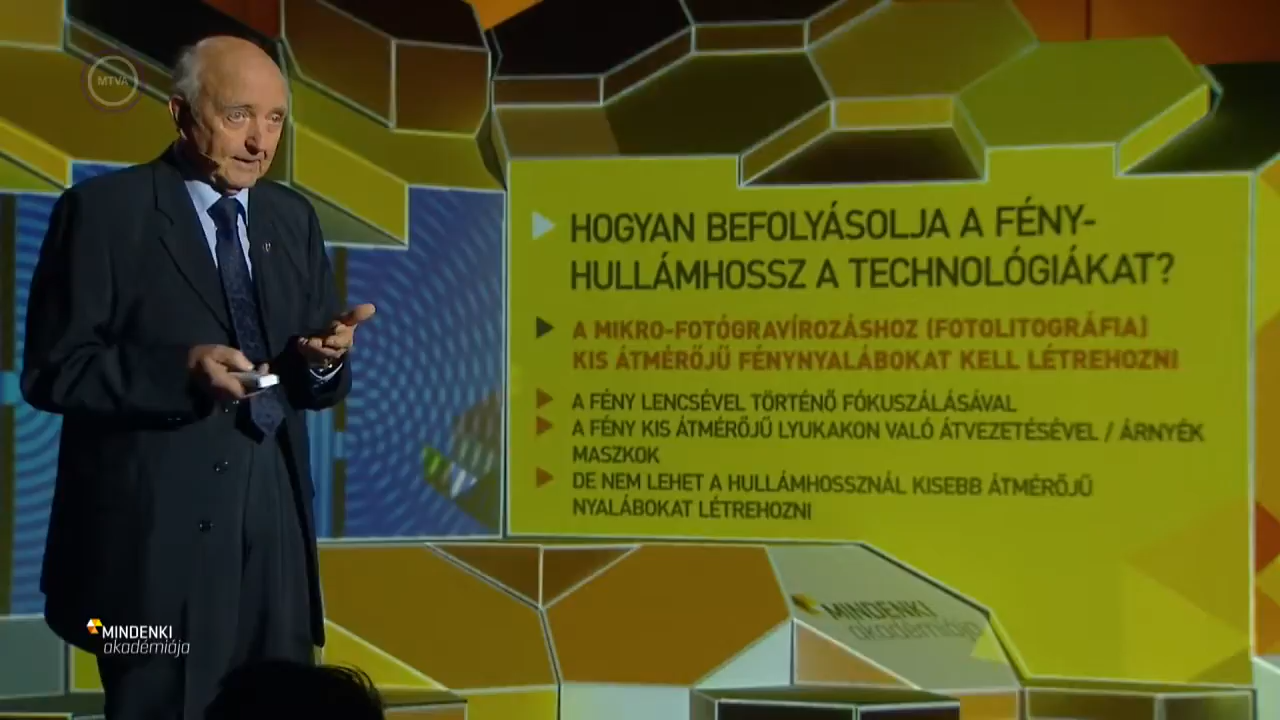 MTVA
HOGYAN BEFOLYÁSOLJA A FÉNY-
HULLÁMHOSSZ A TECHNOLÓGIÁKAT?
A MIKRO-FOTÓGRAVÍROZÁSHOZ (FOTOLITOGRÁFIA)
KIS ÁTMÉRŐJŰ FÉNYNYALÁBOKAT KELL LÉTREHOZNI
A FÉNY LENCSÉVEL TÖRTÉNŐ FÓKUSZÁLÁSÁVAL
A FÉNY KIS ÁTMÉRŐJŰ LYUKAKON VALÓ ÁTVEZETÉSÉVEL / ÁRNYÉK
MASZKOK
DE NEM LEHET A HULLÁMHOSSZNÁL KISEBB ÁTMÉRŐJŰ
NYALÁBOKAT LÉTREHOZNI
MINDENKI
akadémiája
MINDENKI
akadémiája